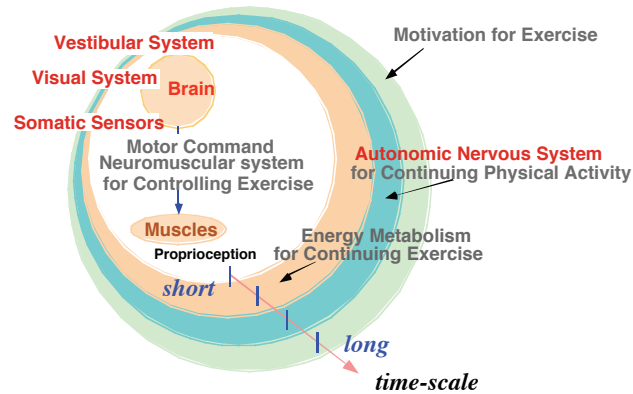 Vestibular System
Visual System
Brain
Somatic Sensors
Motor Command
Neuromuscular system
for Controlling Exercise
Muscles
Proprioception
short
long
time-scale
Motivation for Exercise
Autonomic Nervous System
for Continuing Physical Activity
Energy Metabolism
for Continuing Exercise